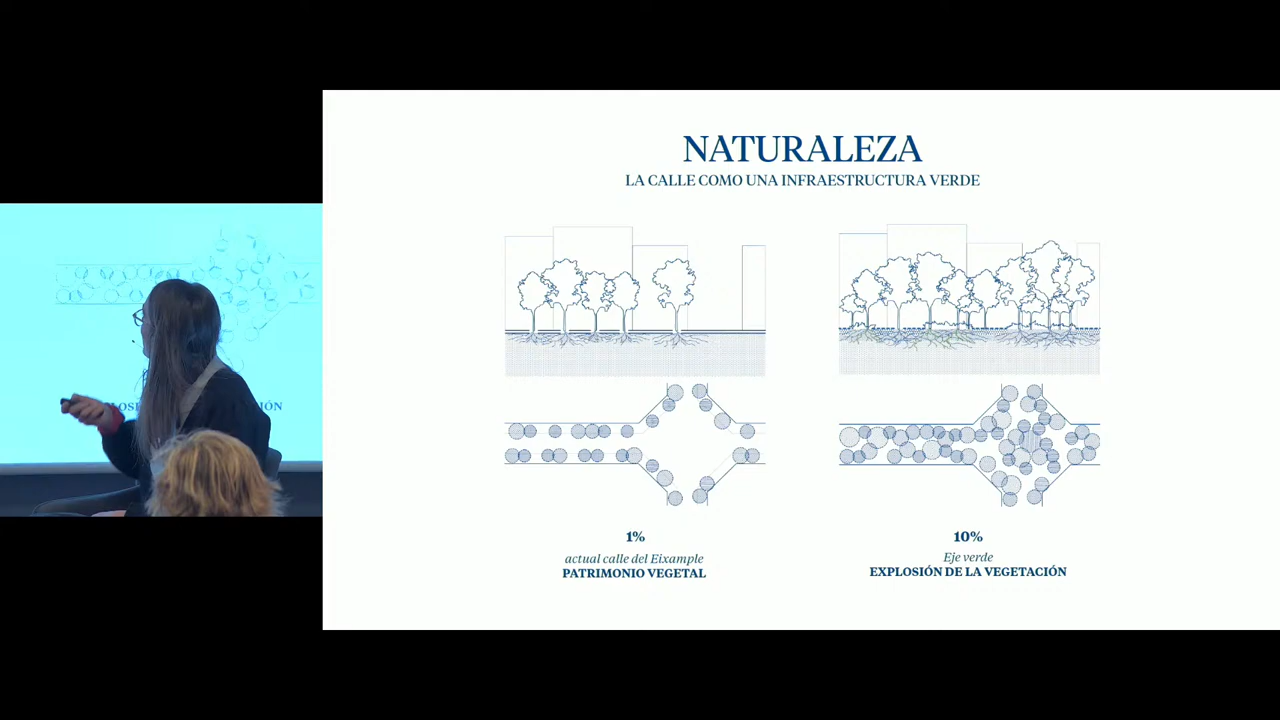 NATURALEZA
LA CALLE COMO UNA INFRAESTRUCTURA VERDE
1%
actual calle del Eixample
PATRIMONIO VEGETAL
10%
Eje verde
EXPLOSIÓN DE LA VEGETACIÓN